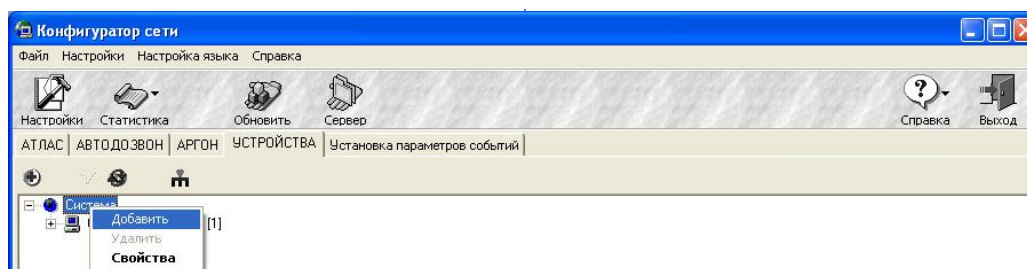 Конфигуратор сети
Файл Настройки Настройка языка Справка
Настройки Статистика Обновить Сервер Справка Выход
АТЛАС АВТОДОЗВОН АРГОН УСТРОЙСТВА Установка параметров событий
Система
Добавить [1]
Удалить
Свойства